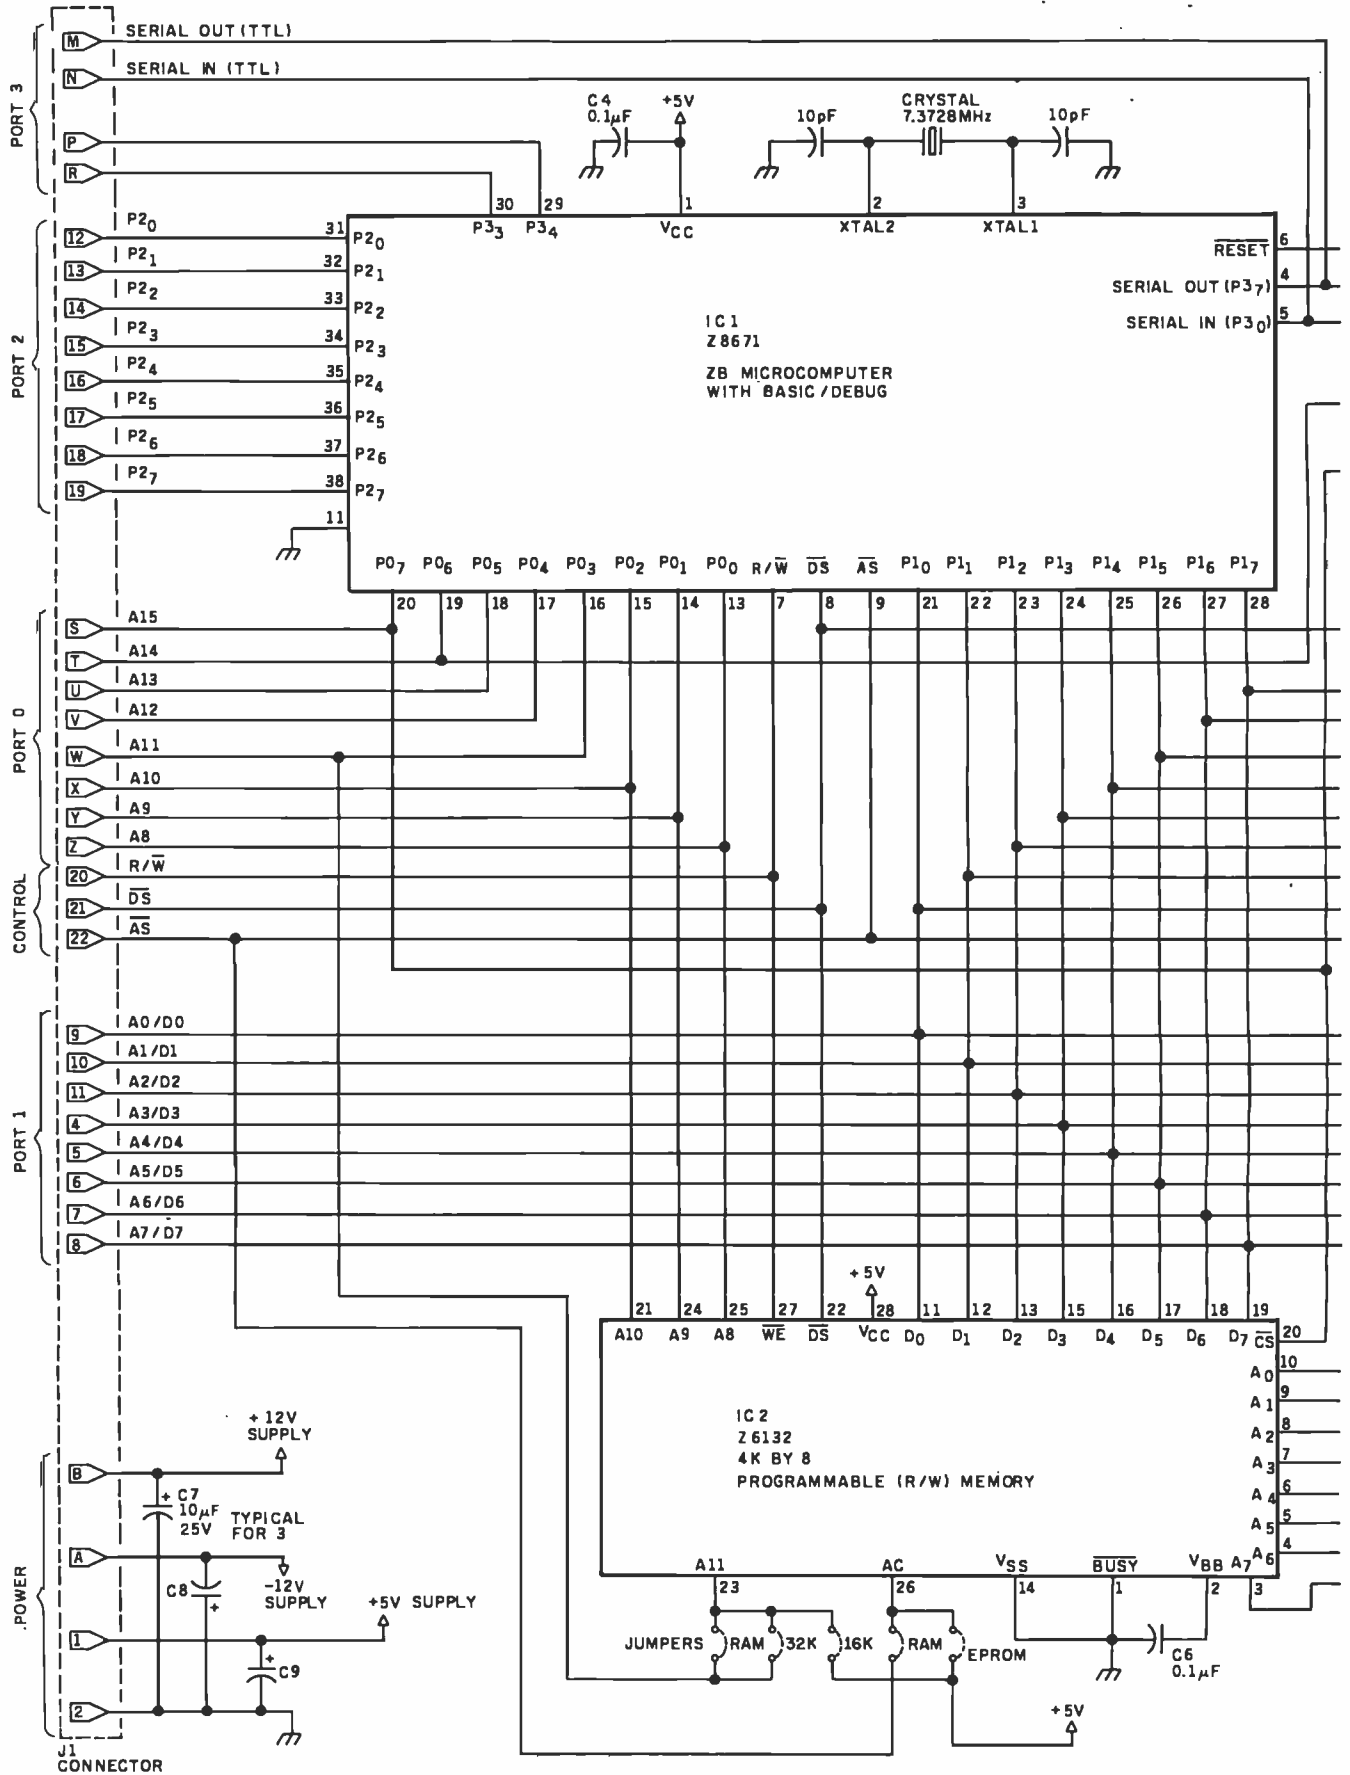 PORT 3
M SERIAL OUT (TTL)
N SERIAL IN (TTL)
P
R
C4
0.1µF
+5V
10pF
CRYSTAL
7.3728MHz
10pF
30 29 1 2 3
P3₃ P3₄ VCC XTAL2 XTAL1
PORT 2
12 P2₀ 31 P2₀
13 P2₁ 32 P2₁
14 P2₂ 33 P2₂
15 P2₃ 34 P2₃
16 P2₄ 35 P2₄
17 P2₅ 36 P2₅
18 P2₆ 37 P2₆
19 P2₇ 38 P2₇
11
R̅E̅S̅E̅T̅ 6
SERIAL OUT (P3₇) 4
SERIAL IN (P3₀) 5
IC1
Z8671
ZB MICROCOMPUTER
WITH BASIC/DEBUG
P0₇ P0₆ P0₅ P0₄ P0₃ P0₂ P0₁ P0₀ R/W̅ D̅S̅ A̅S̅ P1₀ P1₁ P1₂ P1₃ P1₄ P1₅ P1₆ P1₇
20 19 18 17 16 15 14 13 7 8 9 21 22 23 24 25 26 27 28
PORT 0
S A15
T A14
U A13
V A12
W A11
X A10
Y A9
Z A8
CONTROL
20 R/W̅
21 D̅S̅
22 A̅S̅
PORT 1
9 A0/D0
10 A1/D1
11 A2/D2
4 A3/D3
5 A4/D4
6 A5/D5
7 A6/D6
8 A7/D7
+5V
21 24 25 27 22 28 11 12 13 15 16 17 18 19
A10 A9 A8 W̅E̅ D̅S̅ VCC D₀ D₁ D₂ D₃ D₄ D₅ D₆ D₇ C̅S̅ 20
A₀ 10
A₁ 9
A₂ 8
A₃ 7
A₄ 6
A₅ 5
A₆ 4
IC2
Z6132
4K BY 8
PROGRAMMABLE (R/W) MEMORY
A11 AC VSS B̅U̅S̅Y̅ VBB A₇
23 26 14 1 2 3
JUMPERS RAM 32K 16K RAM EPROM
C6
0.1µF
+5V
POWER
+12V
SUPPLY
B
+ C7
10µF
25V
TYPICAL
FOR 3
A
C8
+
-12V
SUPPLY
+5V SUPPLY
1
+
C9
2
J1
CONNECTOR